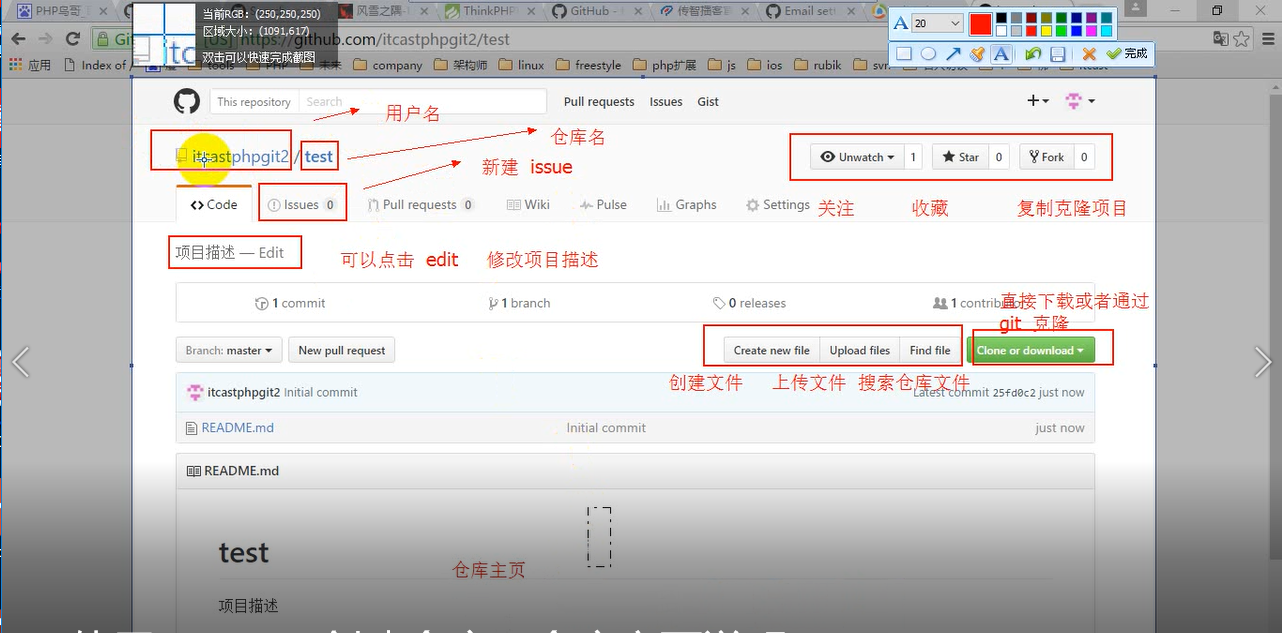 PHP鸟哥
风雪之隅
ThinkPHP
GitHub -
传智播客
Email set
当前RGB: (250,250,250)
区域大小: (1091,617)
双击可以快速完成截图
20
完成
https://github.com/itcastphpgit2/test
应用
Index of
tools
未来
company
架构师
linux
freestyle
php扩展
js
ios
rubik
This repository
Search
Pull requests
Issues
Gist
用户名
itcastphpgit2 / test
仓库名
新建 issue
Unwatch
1
Star
0
Fork
0
Code
Issues 0
Pull requests 0
Wiki
Pulse
Graphs
Settings
关注
收藏
复制克隆项目
项目描述 — Edit
可以点击 edit 修改项目描述
1 commit
1 branch
0 releases
直接下载或者通过
git 克隆
Branch: master
New pull request
Create new file
Upload files
Find file
Clone or download
创建文件
上传文件
搜索仓库文件
itcastphpgit2 Initial commit
Latest commit 25fd0c2 just now
README.md
Initial commit
just now
README.md
test
仓库主页
项目描述